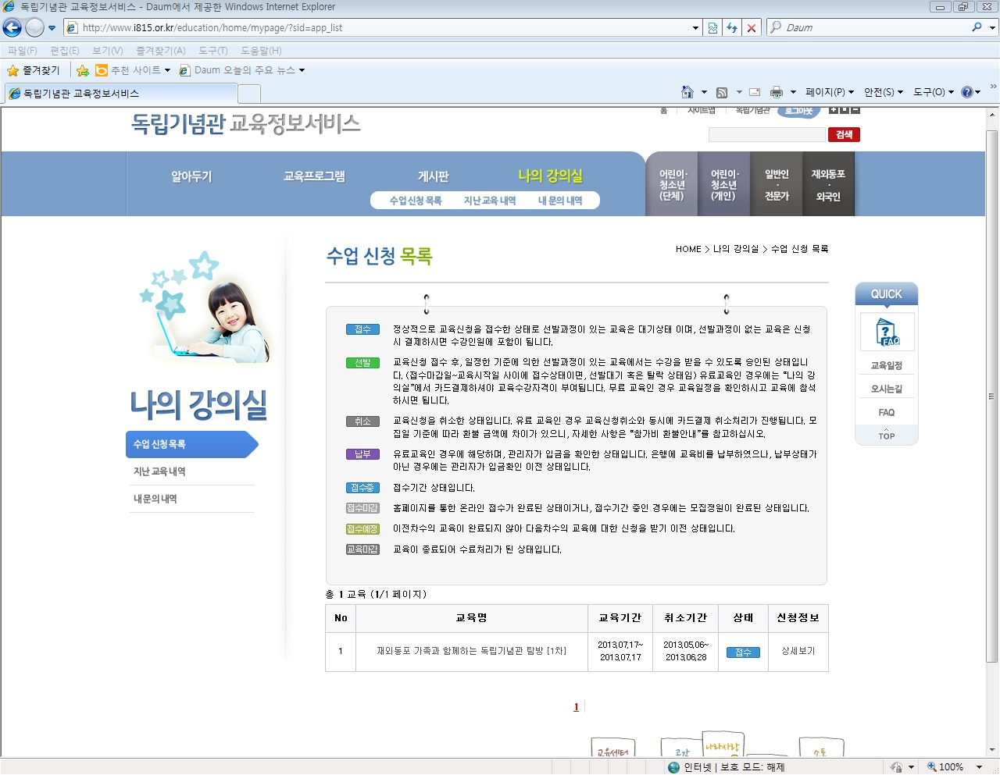 독립기념관 교육정보서비스 - Daum에서 제공한 Windows Internet Explorer
http://www.i815.or.kr/education/home/mypage/?sid=app_list
Daum
파일(F) 편집(E) 보기(V) 즐겨찾기(A) 도구(T) 도움말(H)
즐겨찾기 추천 사이트 Daum 오늘의 주요 뉴스
독립기념관 교육정보서비스
페이지(P) 안전(S) 도구(O)
홈 사이트맵 독립기념관 로그아웃
독립기념관 교육정보서비스
검색
알아두기 교육프로그램 게시판 나의 강의실
수업 신청 목록 지난 교육 내역 내 문의 내역
어린이·청소년(단체)
어린이·청소년(개인)
일반인·전문가
재외동포·외국인
수업 신청 목록
HOME > 나의 강의실 > 수업 신청 목록
나의 강의실
수업 신청 목록
지난 교육 내역
내 문의 내역
접수 정상적으로 교육신청을 접수한 상태로 선발과정이 있는 교육은 대기상태 이며, 선발과정이 없는 교육은 신청
시 결제하시면 수강인원에 포함이 됩니다.
선발 교육신청 접수 후, 일정한 기준에 의한 선발과정이 있는 교육에서는 수강을 받을 수 있도록 승인된 상태입니
다. (접수마감일~교육시작일 사이에 접수상태이면, 선발대기 혹은 탈락 상태임) 유료교육인 경우에는 "나의 강
의실"에서 카드결제하셔야 교육수강자격이 부여됩니다. 무료 교육인 경우 교육일정을 확인하시고 교육에 참석
하시면 됩니다.
취소 교육신청을 취소한 상태입니다. 유료 교육인 경우 교육신청취소와 동시에 카드결제 취소처리가 진행됩니다. 모
집일 기준에 따라 환불 금액에 차이가 있으니, 자세한 사항은 "참가비 환불안내"를 참고하십시오.
납부 유료교육인 경우에 해당하며, 관리자가 입금을 확인한 상태입니다. 은행에 교육비를 납부하였으나, 납부상태가
아닌 경우에는 관리자가 입금확인 이전 상태입니다.
접수중 접수기간 상태입니다.
접수마감 홈페이지를 통한 온라인 접수가 완료된 상태이거나, 접수기간 중인 경우에는 모집정원이 완료된 상태입니다.
접수예정 이전차수의 교육이 완료되지 않아 다음차수의 교육에 대한 신청을 받기 이전 상태입니다.
교육마감 교육이 종료되어 수료처리가 된 상태입니다.
총 1 교육 (1/1 페이지)
No 교육명 교육기간 취소기간 상태 신청정보
1 재외동포 가족과 함께하는 독립기념관 탐방 [1차] 2013.07.17~ 2013.07.17 2013.05.06~ 2013.06.28 접수 상세보기
1
QUICK
FAQ
교육일정
오시는길
FAQ
TOP
교육센터 공간 나라사랑 소통
인터넷 | 보호 모드: 해제
100%